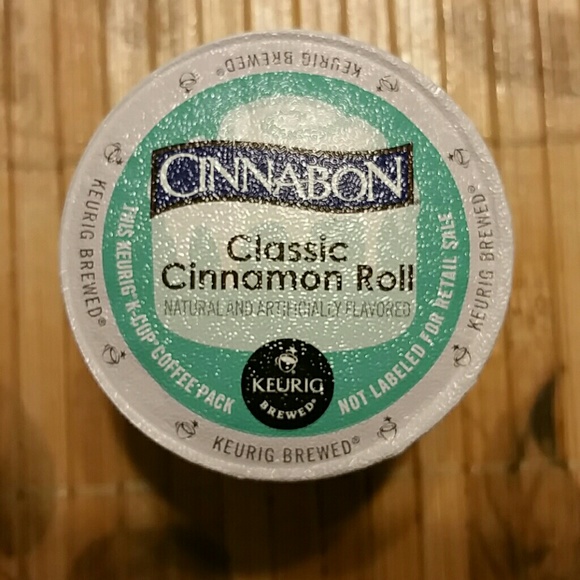 KEURIG BREWED®
CINNABON
Classic
Cinnamon Roll
NATURAL AND ARTIFICIALLY FLAVORED
KEURIG
BREWED®
THIS KEURIG® K-CUP® COFFEE PACK
NOT LABELED FOR RETAIL SALE
KEURIG BREWED®
KEURIG BREWED®
KEURIG BREWED®